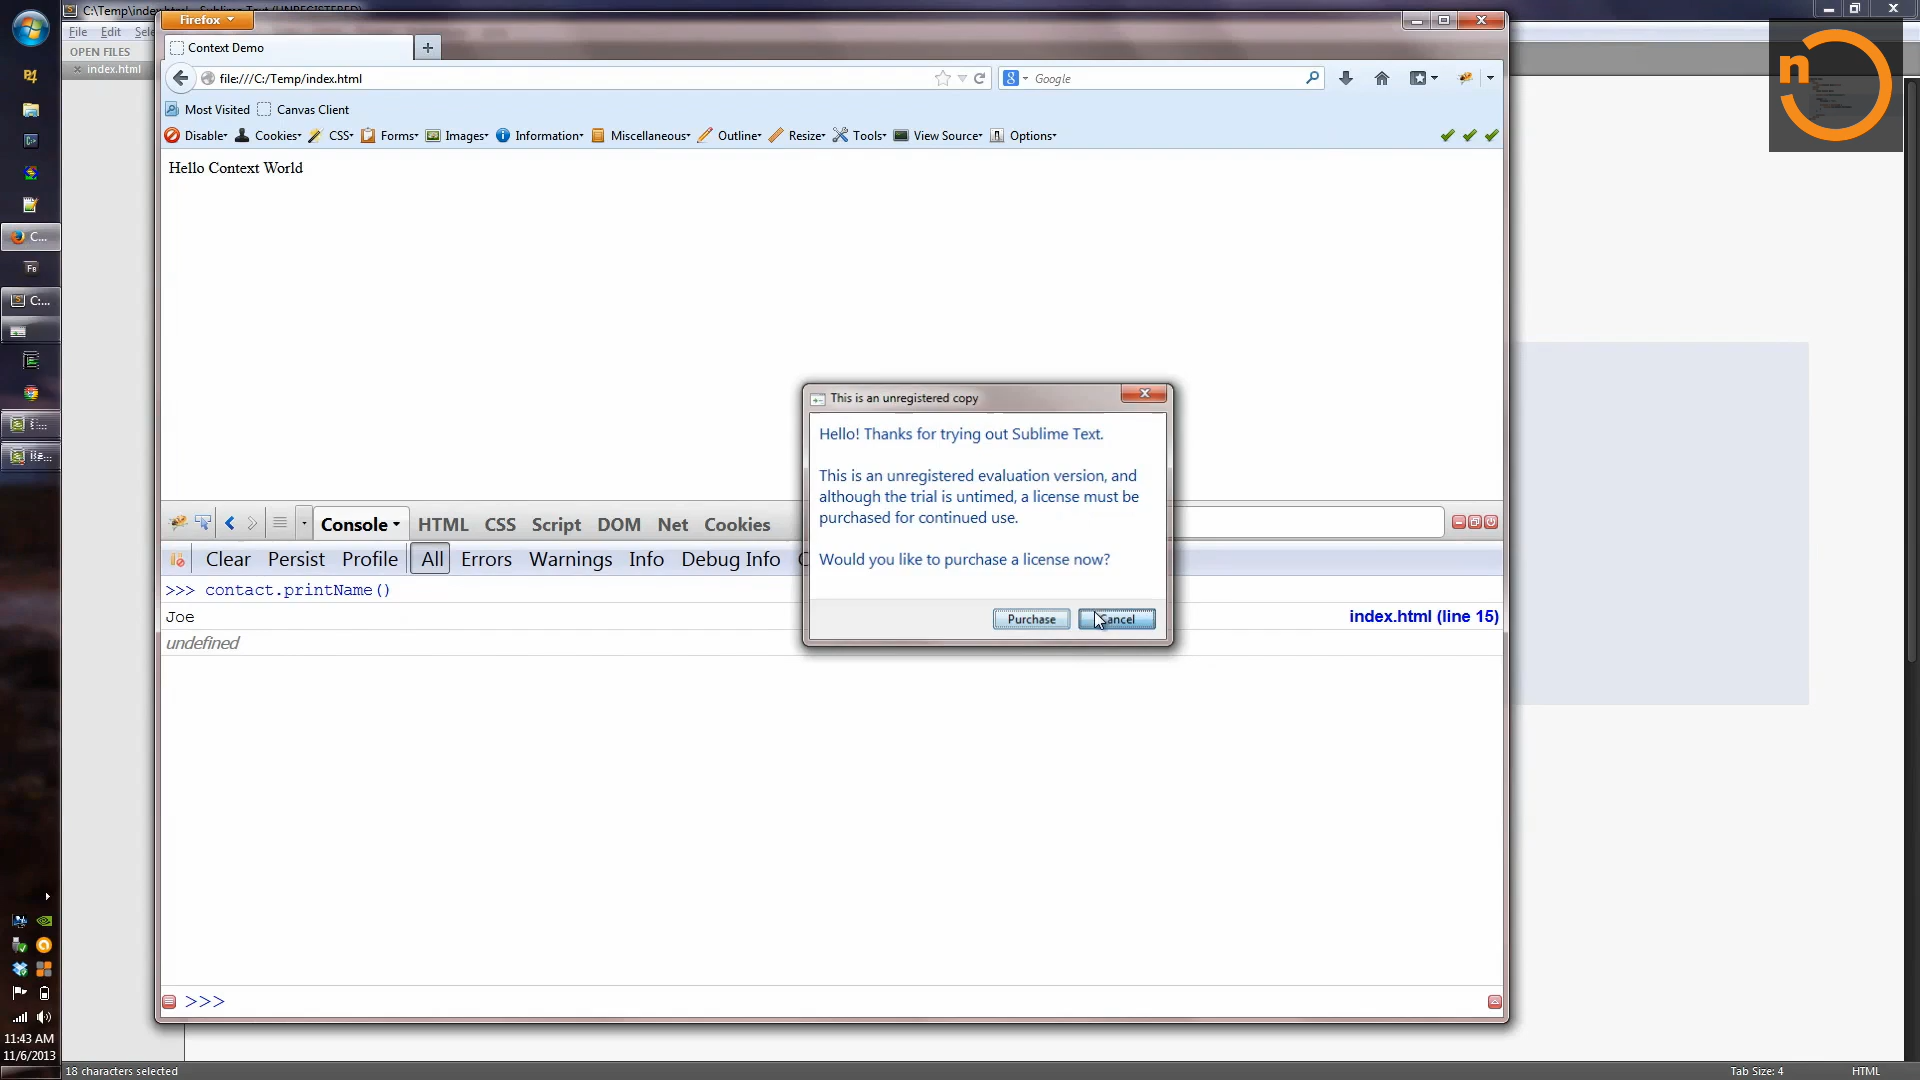 C:\Temp\index.html - Sublime Text (UNREGISTERED)
File Edit
OPEN FILES
index.html
Firefox
Context Demo
file:///C:/Temp/index.html
Google
Most Visited Canvas Client
Disable Cookies CSS Forms Images Information Miscellaneous Outline Resize Tools View Source Options
Hello Context World
This is an unregistered copy
Hello! Thanks for trying out Sublime Text.
This is an unregistered evaluation version, and
although the trial is untimed, a license must be
purchased for continued use.
Would you like to purchase a license now?
Purchase Cancel
Console HTML CSS Script DOM Net Cookies
Clear Persist Profile All Errors Warnings Info Debug Info
>>> contact.printName()
Joe index.html (line 15)
undefined
>>>
C...
C:...
11:43 AM
11/6/2013
18 characters selected Tab Size: 4 HTML
n